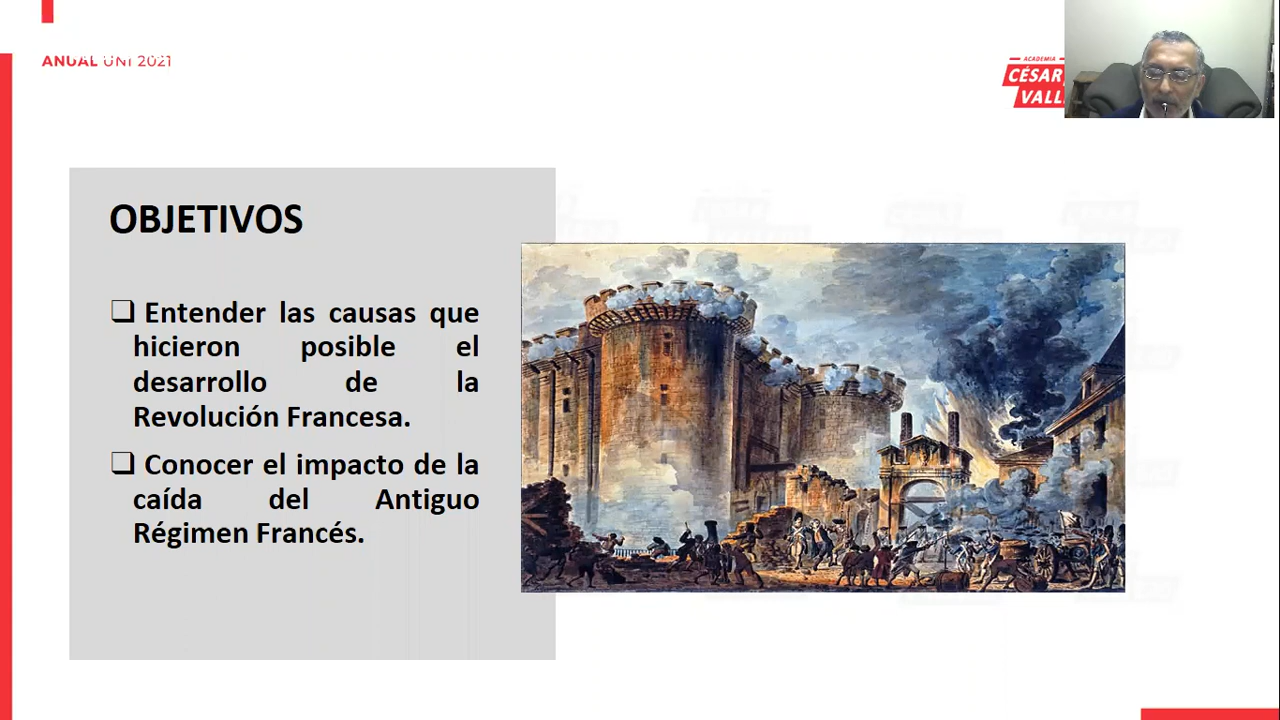 ANUAL UNI 2021
ACADEMIA
CÉSAR
OBJETIVOS
❑ Entender las causas que
hicieron posible el
desarrollo de la
Revolución Francesa.
❑ Conocer el impacto de la
caída del Antiguo
Régimen Francés.